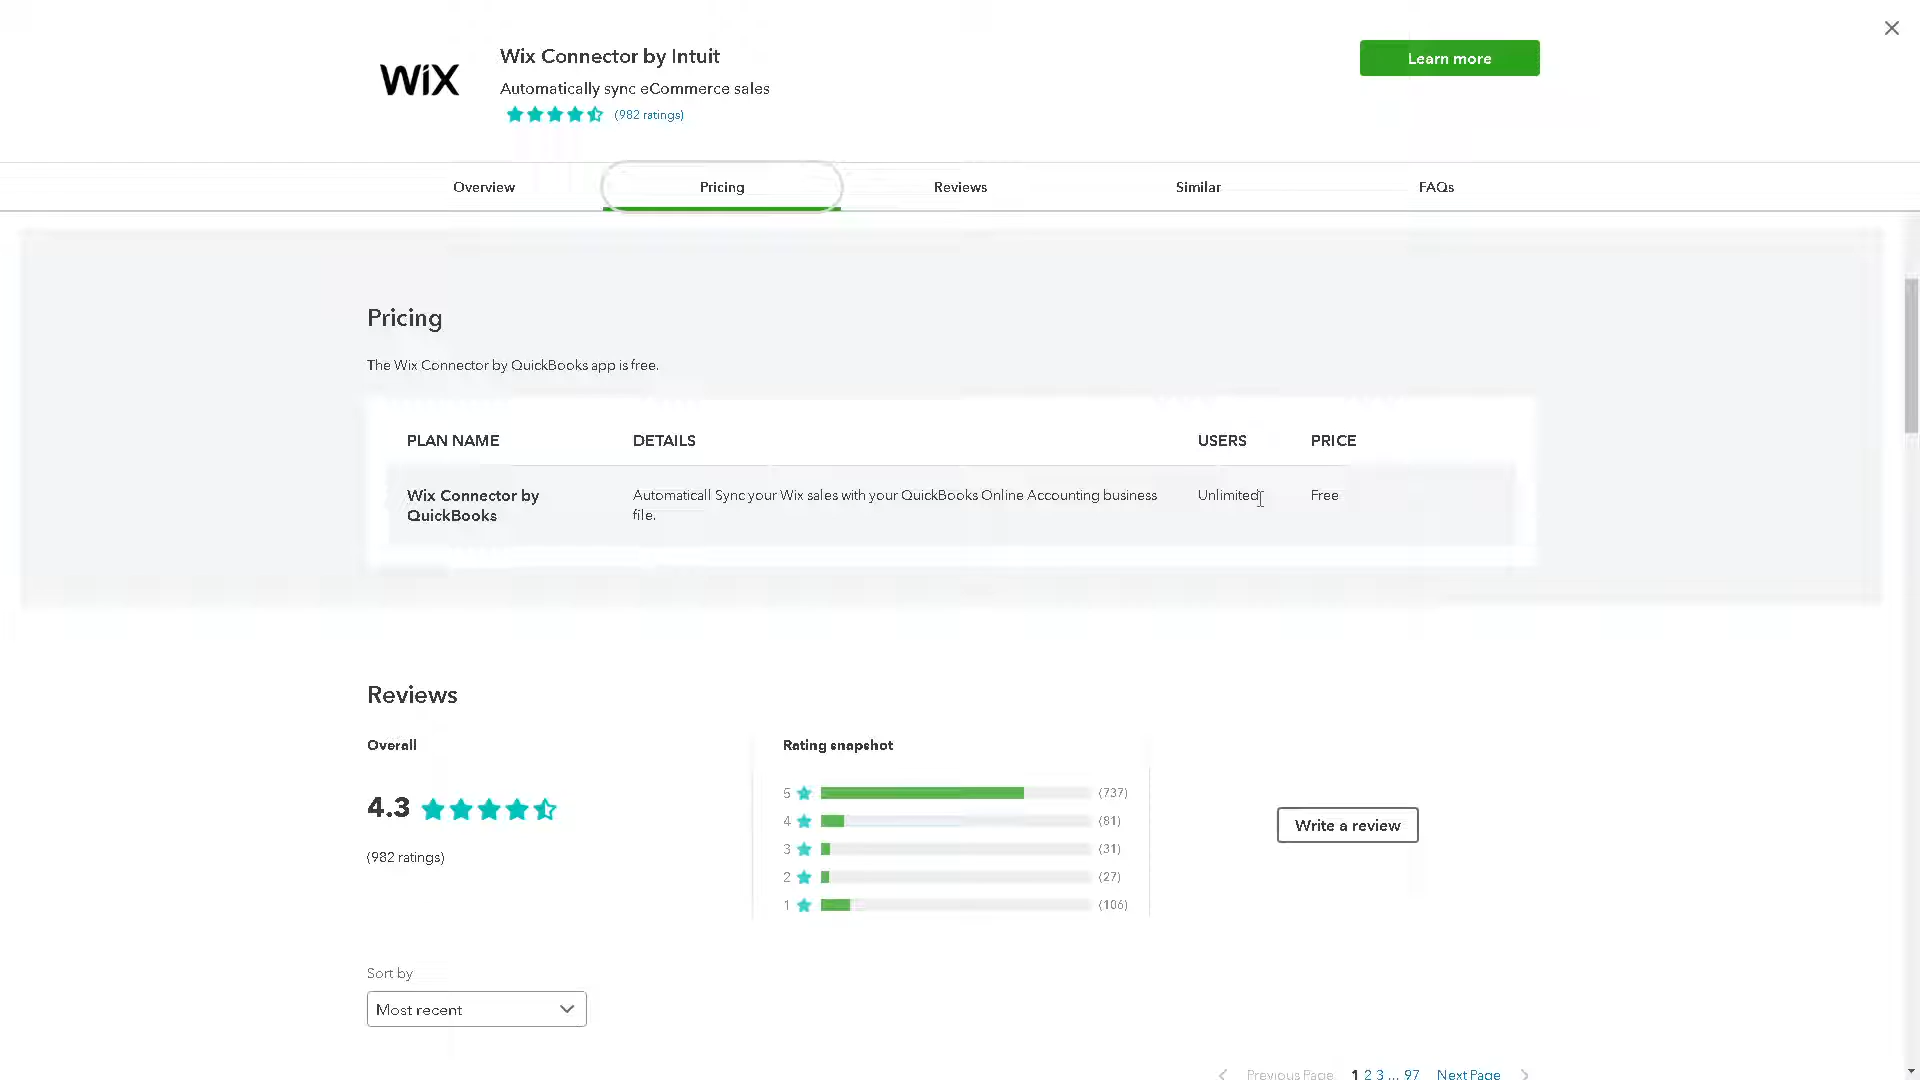 WiX
Wix Connector by Intuit
Automatically sync eCommerce sales
(982 ratings)
Learn more
Overview
Pricing
Reviews
Similar
FAQs
Pricing
The Wix Connector by QuickBooks app is free.
PLAN NAME DETAILS USERS PRICE
Wix Connector by QuickBooks
Automaticall Sync your Wix sales with your QuickBooks Online Accounting business
file.
Unlimited
Free
Reviews
Overall
4.3
(982 ratings)
Rating snapshot
5 (737)
4 (81)
3 (31)
2 (27)
1 (106)
Write a review
Sort by
Most recent
Previous Page 1 2 3 ... 97 Next Page